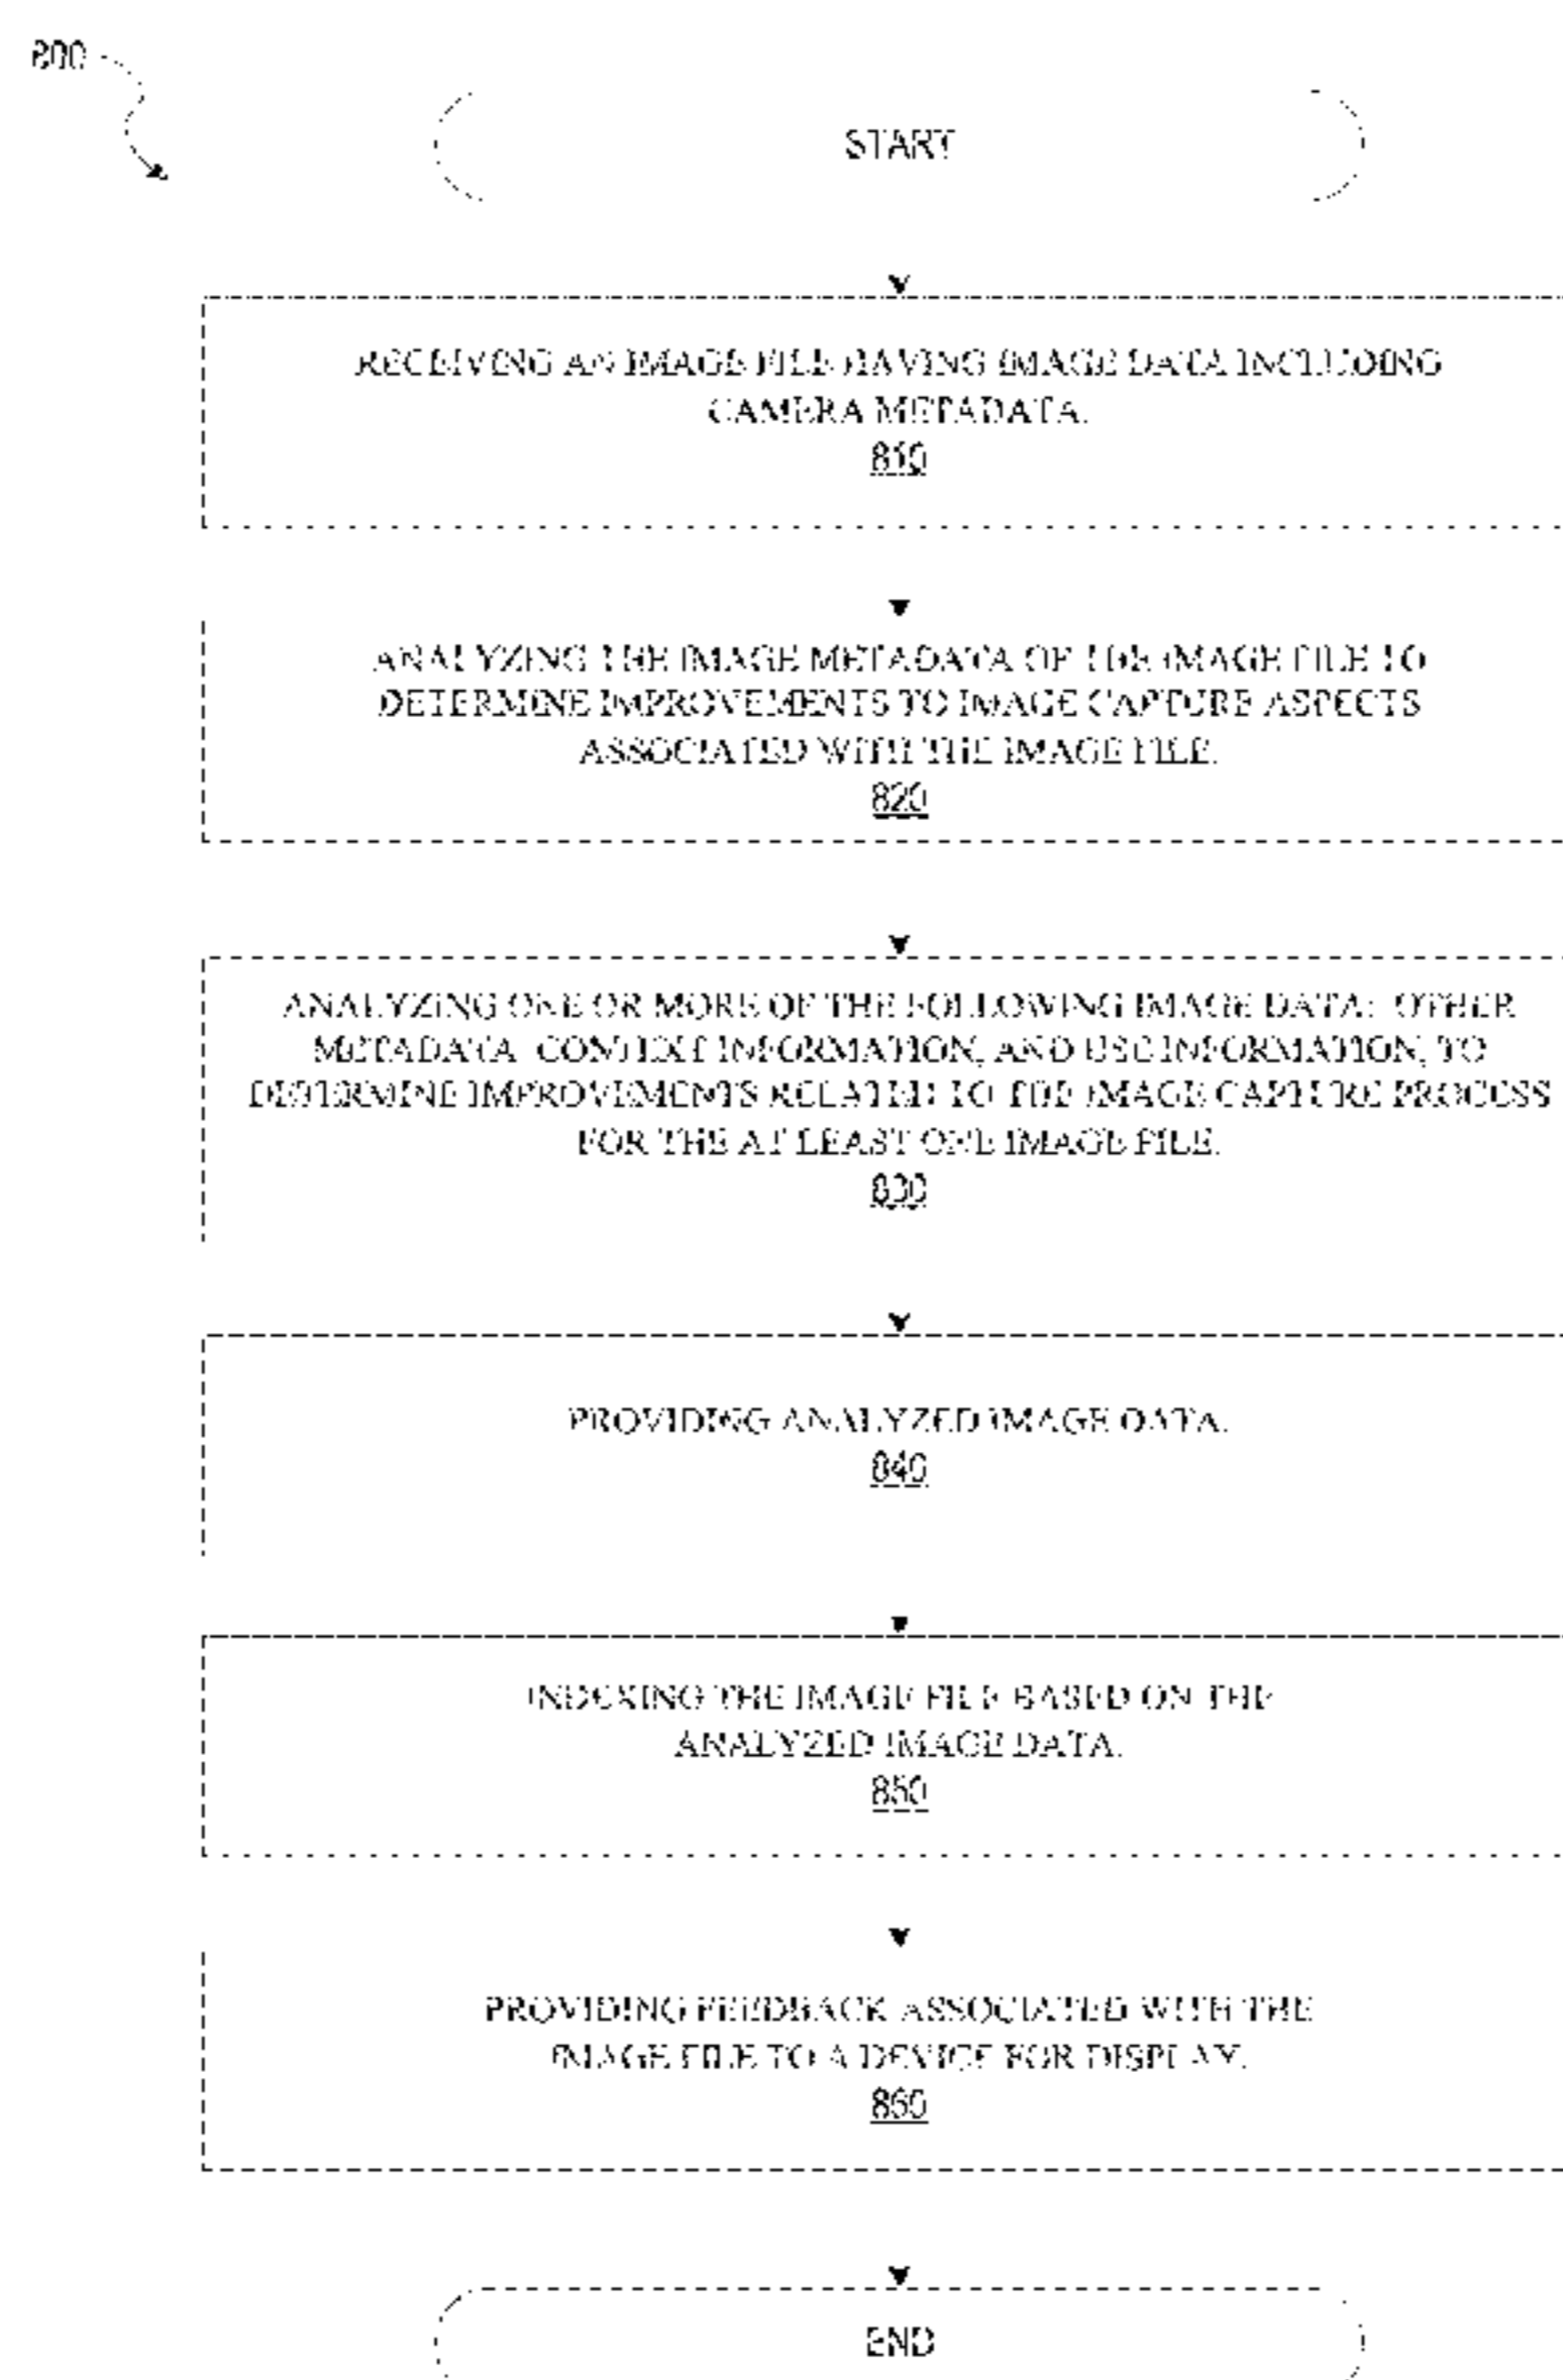 800
START
RECEIVING AN IMAGE FILE HAVING IMAGE DATA INCLUDING
CAMERA METADATA.
810
ANALYZING THE IMAGE METADATA OF THE IMAGE FILE TO
DETERMINE IMPROVEMENTS TO IMAGE CAPTURE ASPECTS
ASSOCIATED WITH THE IMAGE FILE.
820
ANALYZING ONE OR MORE OF THE FOLLOWING IMAGE DATA: OTHER
METADATA, CONTEXT INFORMATION, AND USE INFORMATION, TO
DETERMINE IMPROVEMENTS RELATED TO THE IMAGE CAPTURE PROCESS
FOR THE AT LEAST ONE IMAGE FILE.
830
PROVIDING ANALYZED IMAGE DATA.
840
INDEXING THE IMAGE FILE BASED ON THE
ANALYZED IMAGE DATA.
850
PROVIDING FEEDBACK ASSOCIATED WITH THE
IMAGE FILE TO A DEVICE FOR DISPLAY.
860
END